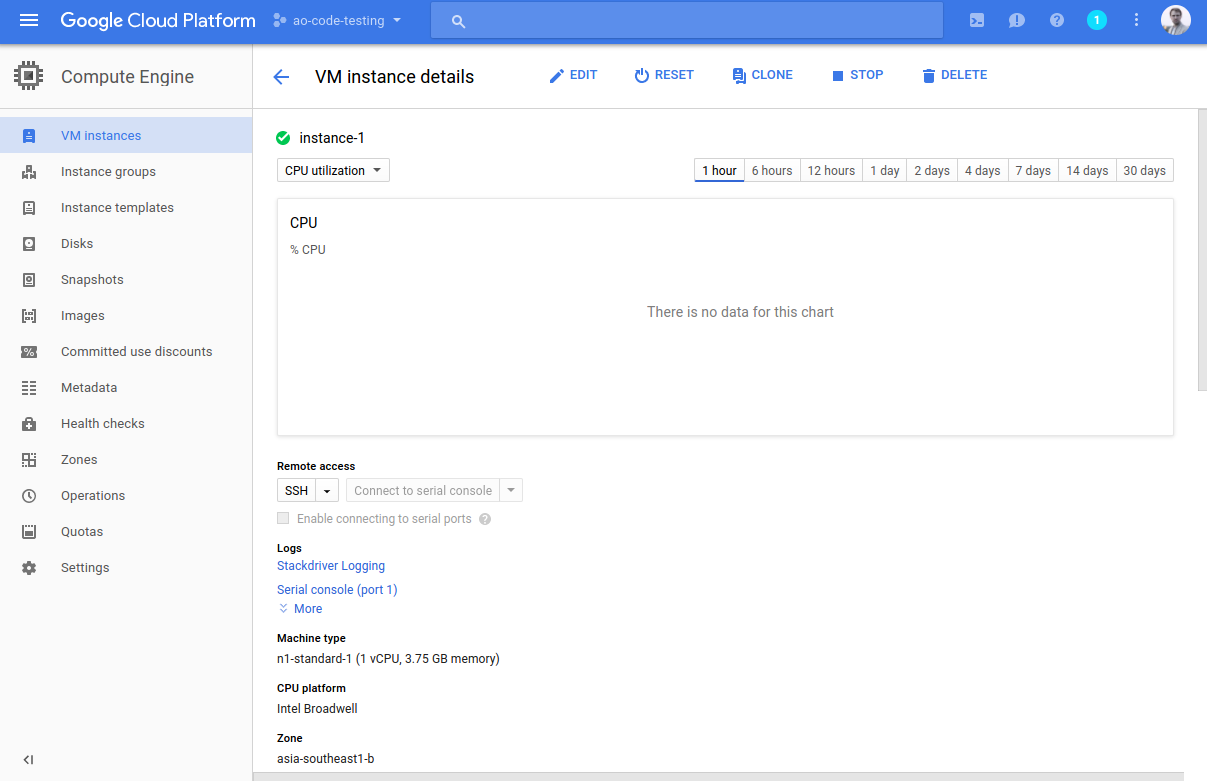 Google Cloud Platform
ao-code-testing
1
Compute Engine
VM instance details
EDIT
RESET
CLONE
STOP
DELETE
VM instances
Instance groups
Instance templates
Disks
Snapshots
Images
Committed use discounts
Metadata
Health checks
Zones
Operations
Quotas
Settings
instance-1
CPU utilization
1 hour
6 hours
12 hours
1 day
2 days
4 days
7 days
14 days
30 days
CPU
% CPU
There is no data for this chart
Remote access
SSH
Connect to serial console
Enable connecting to serial ports
Logs
Stackdriver Logging
Serial console (port 1)
More
Machine type
n1-standard-1 (1 vCPU, 3.75 GB memory)
CPU platform
Intel Broadwell
Zone
asia-southeast1-b